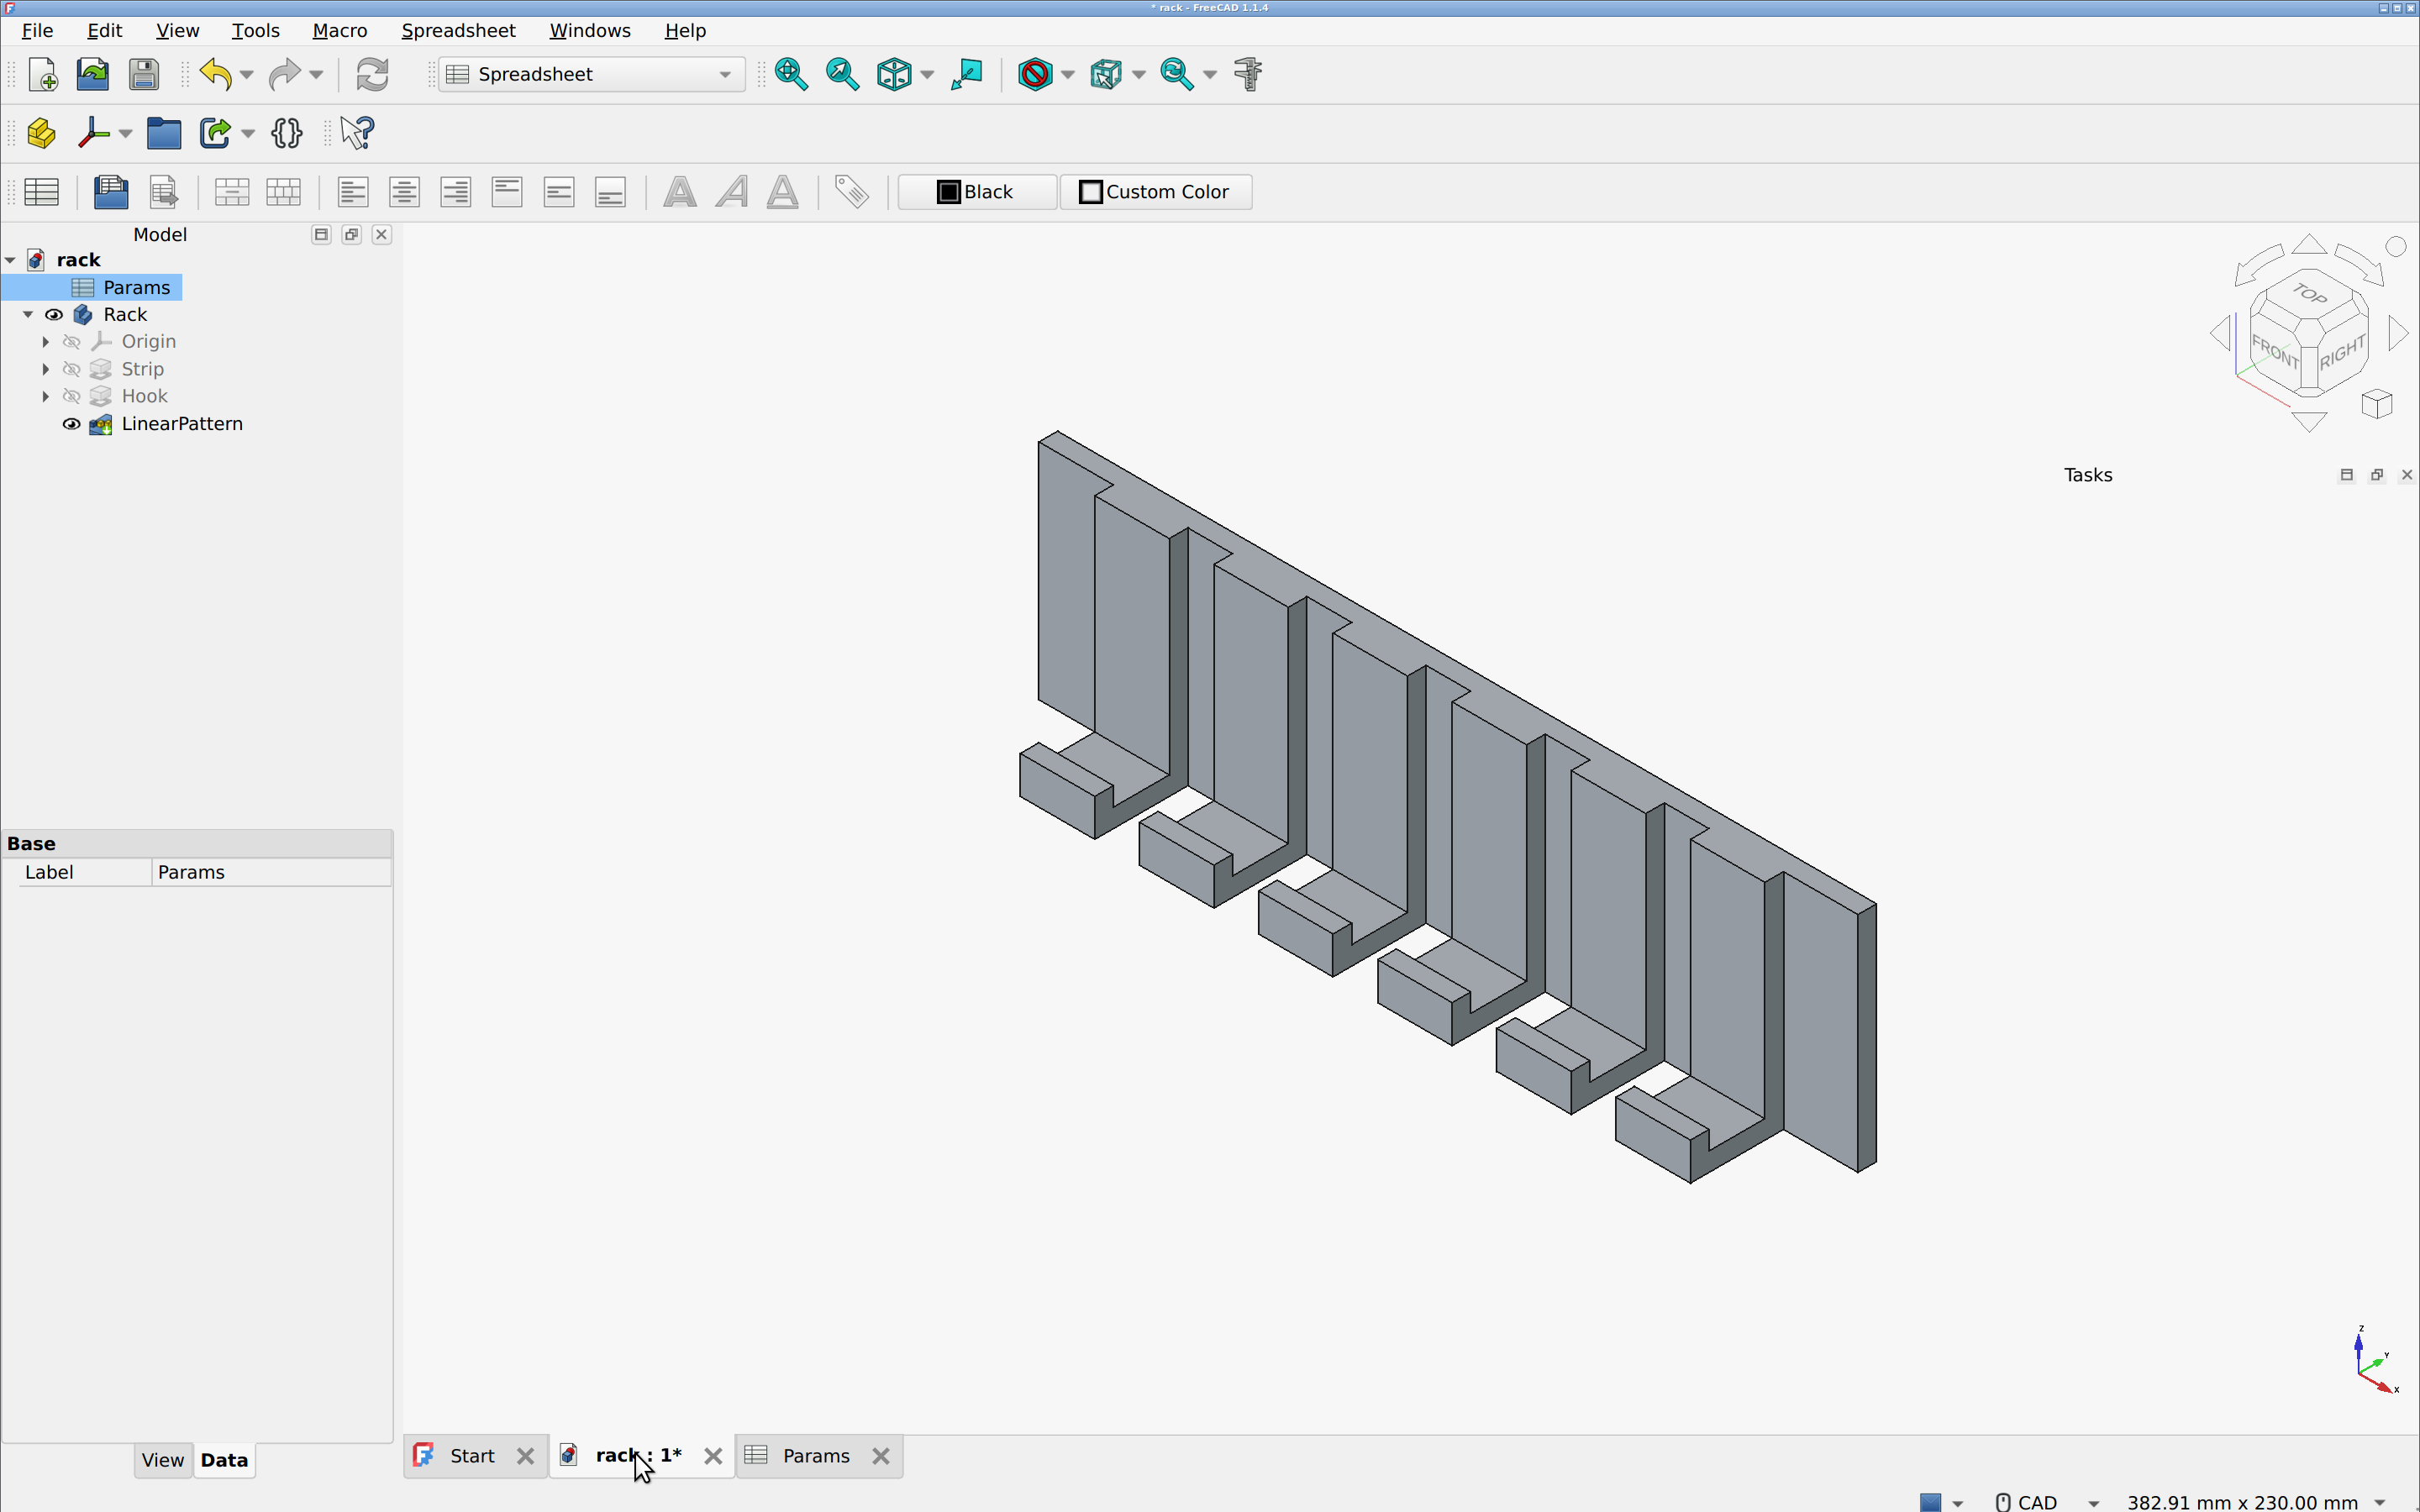 * rack - FreeCAD 1.1.4
File Edit View Tools Macro Spreadsheet Windows Help
Spreadsheet
Black Custom Color
Model
rack
Params
Rack
Origin
Strip
Hook
LinearPattern
TOP
FRONT RIGHT
Tasks
Base
Label Params
View Data
Start rack : 1* Params
Z
Y
X
CAD 382.91 mm x 230.00 mm